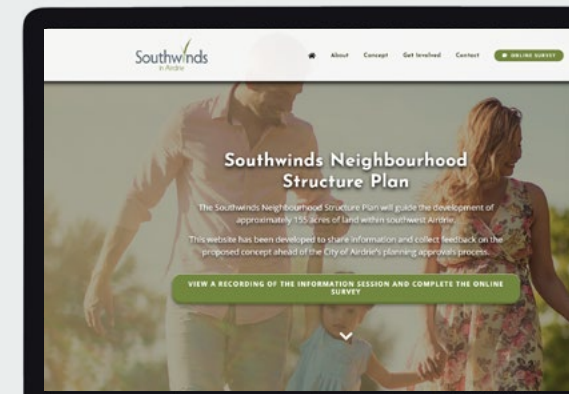 Southwinds
in Airdrie
About Concept Get Involved Contact ONLINE SURVEY
Southwinds Neighbourhood
Structure Plan
The Southwinds Neighbourhood Structure Plan will guide the development of
approximately 155 acres of land within southwest Airdrie.
This website has been developed to share information and collect feedback on the
proposed concept ahead of the City of Airdrie's planning approvals process.
VIEW A RECORDING OF THE INFORMATION SESSION AND COMPLETE THE ONLINE
SURVEY